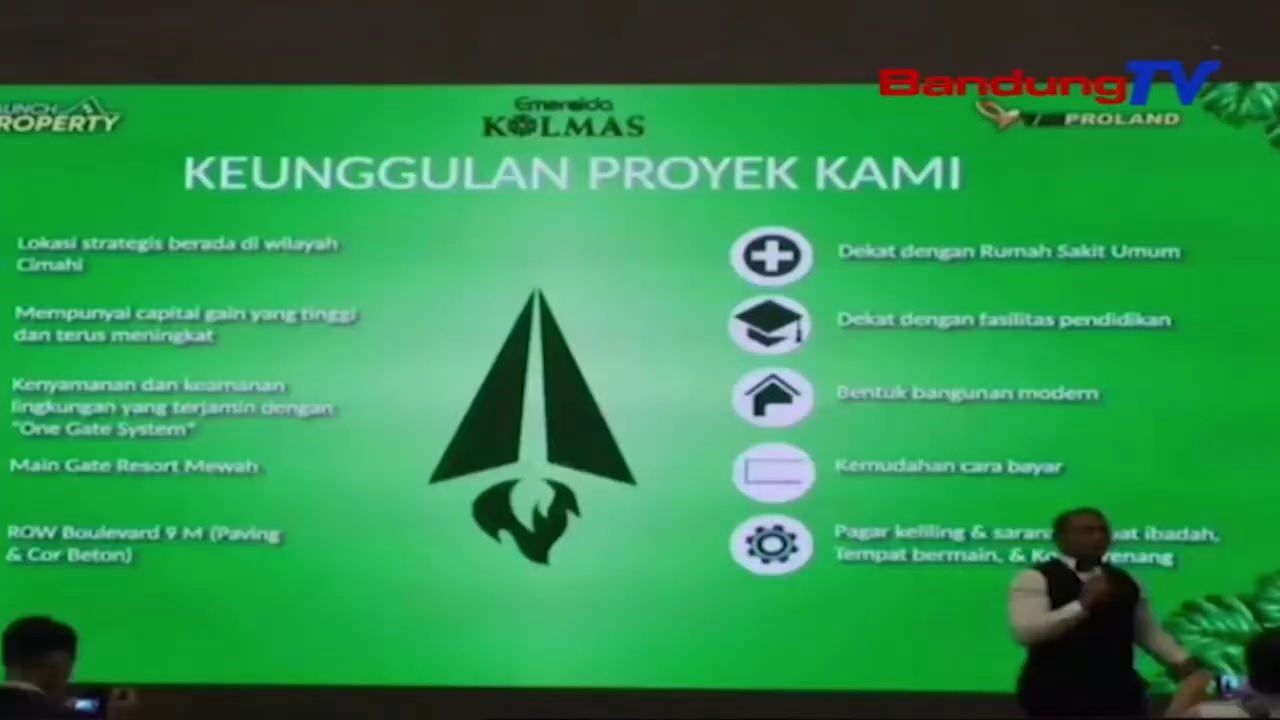 BandungTV
PROPERTY
Emeralda
KOLMAS
PROLAND
KEUNGGULAN PROYEK KAMI
Lokasi strategis berada di wilayah
Cimahi
Mempunyai capital gain yang tinggi
dan terus meningkat
Kenyamanan dan keamanan
lingkungan yang terjamin dengan
"One Gate System"
Main Gate Resort Mewah
ROW Boulevard 9 M (Paving
& Cor Beton)
Dekat dengan Rumah Sakit Umum
Dekat dengan fasilitas pendidikan
Bentuk bangunan modern
Kemudahan cara bayar
Pagar keliling & ibadah,
Tempat bermain, &